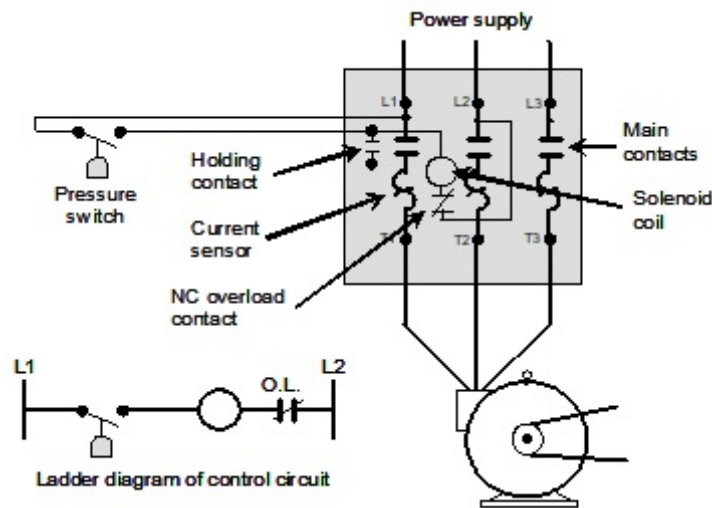 Power supply
L1
L2
L3
Main
contacts
Holding
contact
Pressure
switch
Solenoid
coil
Current
sensor
T1
T2
T3
NC overload
contact
L1
L2
O.L.
Ladder diagram of control circuit